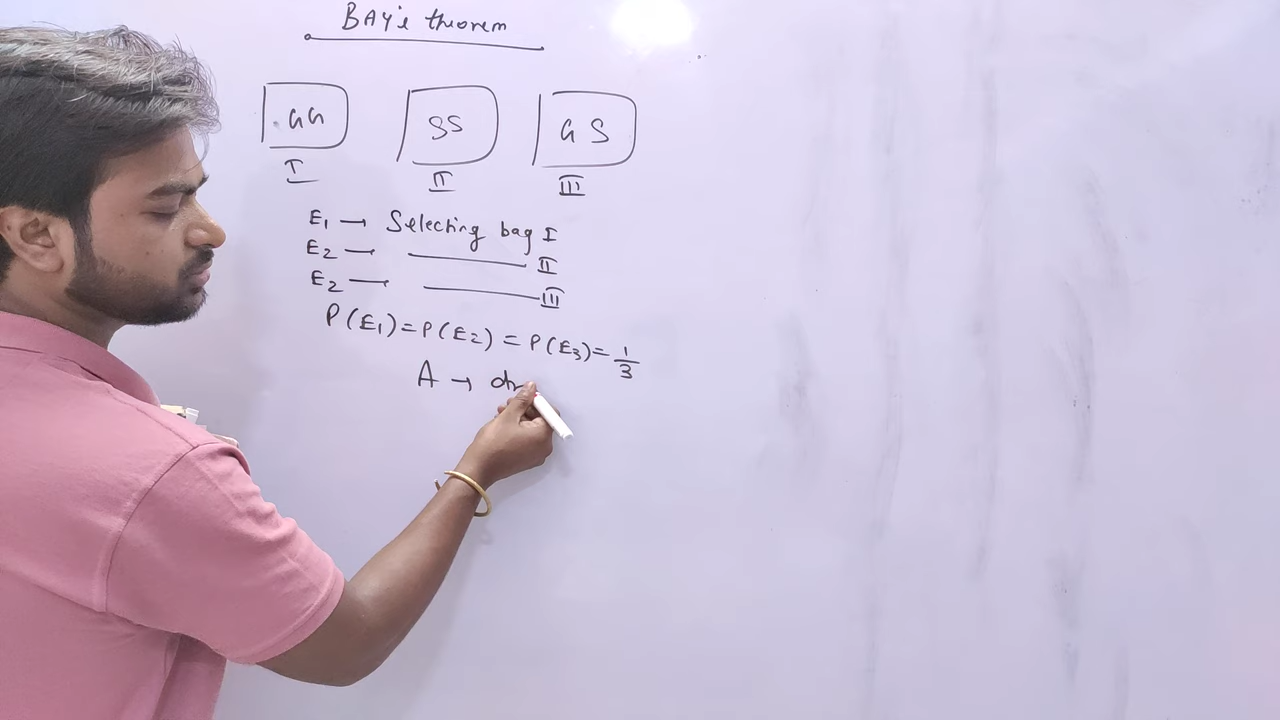 BAY's theorem
GG SS GS
I II III
E1 → Selecting bag I
E2 — ———— II
E2 — ———— III
P(E1) = P(E2) = P(E3) = 1/3
A →